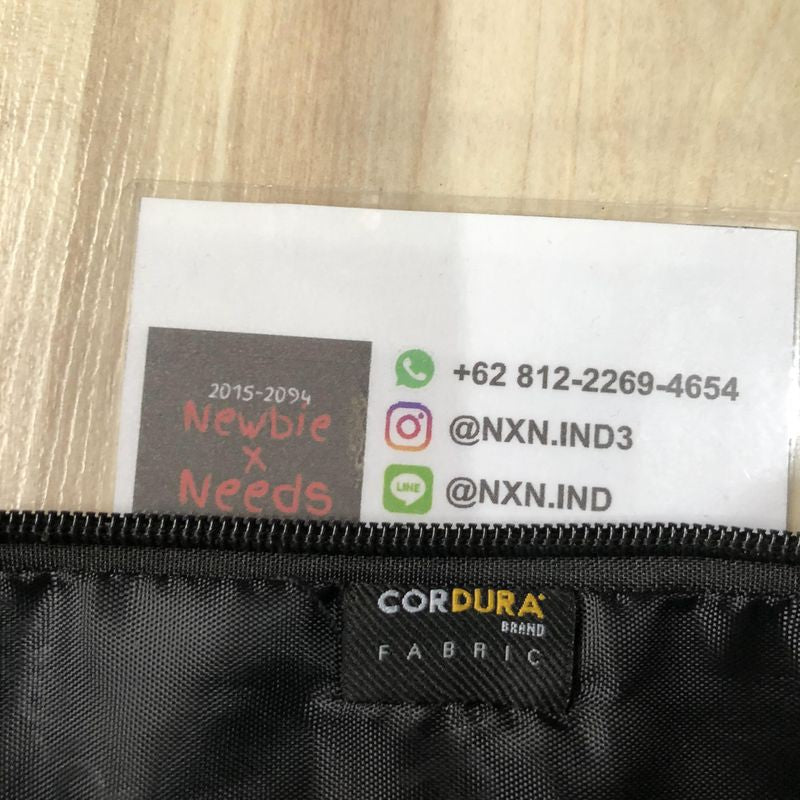 2015-2094
Newbie
x
Needs
+62 812-2269-4654
@NXN.IND3
LINE
@NXN.IND
CORDURA
BRAND
FABRIC